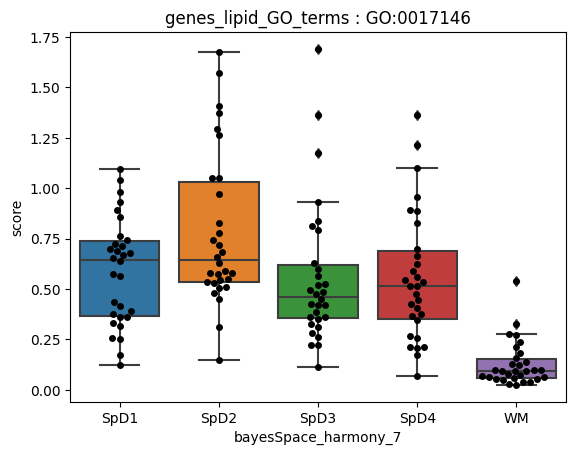 genes_lipid_GO_terms : GO:0017146
1.75
1.50
1.25
1.00
0.75
0.50
0.25
0.00
score
SpD1 SpD2 SpD3 SpD4 WM
bayesSpace_harmony_7